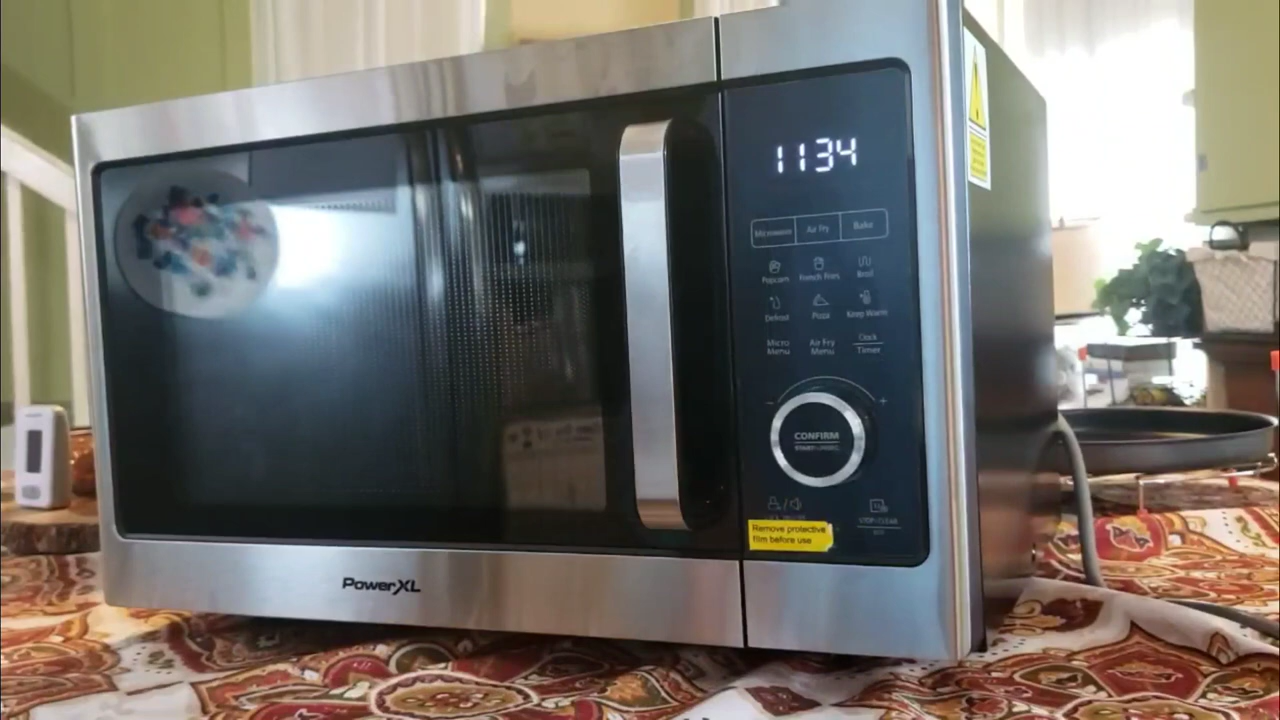 1134
Microwave Air Fry Bake
Popcorn French Fries Broil
Defrost Pizza Keep Warm
Micro Menu Air Fry Menu Clock Timer
- +
CONFIRM
STOP/CLEAR
Remove protective
film before use
PowerXL